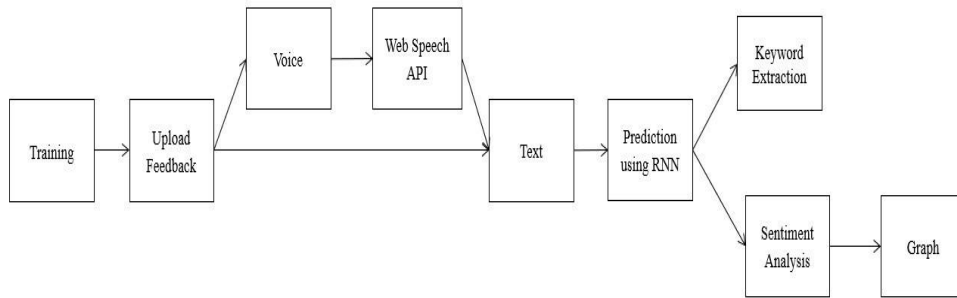 Training
Upload
Feedback
Voice
Web Speech
API
Text
Prediction
using RNN
Keyword
Extraction
Sentiment
Analysis
Graph